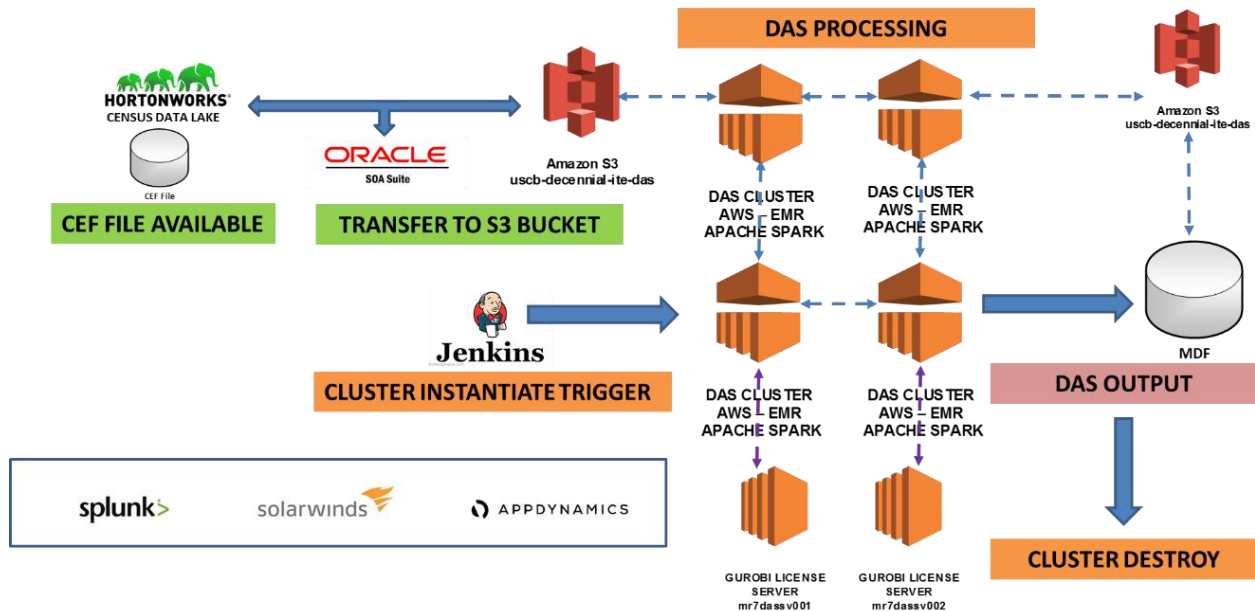 DAS PROCESSING
HORTONWORKS®
CENSUS DATA LAKE
CEF File
CEF FILE AVAILABLE
ORACLE
SOA Suite
TRANSFER TO S3 BUCKET
Amazon S3
uscb-decennial-ite-das
Amazon S3
uscb-decennial-ite-das
DAS CLUSTER
AWS – EMR
APACHE SPARK
DAS CLUSTER
AWS – EMR
APACHE SPARK
Jenkins
CLUSTER INSTANTIATE TRIGGER
MDF
DAS OUTPUT
DAS CLUSTER
AWS – EMR
APACHE SPARK
DAS CLUSTER
AWS – EMR
APACHE SPARK
splunk>
solarwinds
APPDYNAMICS
CLUSTER DESTROY
GUROBI LICENSE
SERVER
mr7dassv001
GUROBI LICENSE
SERVER
mr7dassv002